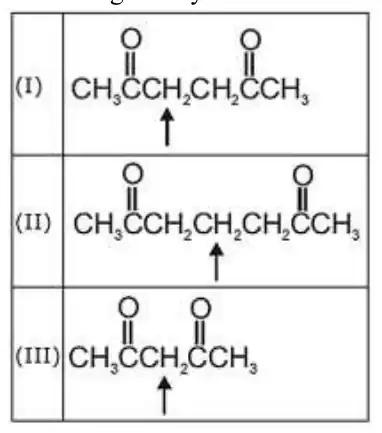 O O
(I) CH₃CCH₂CH₂CCH₃
O O
(II) CH₃CCH₂CH₂CH₂CCH₃
O O
(III) CH₃CCH₂CCH₃